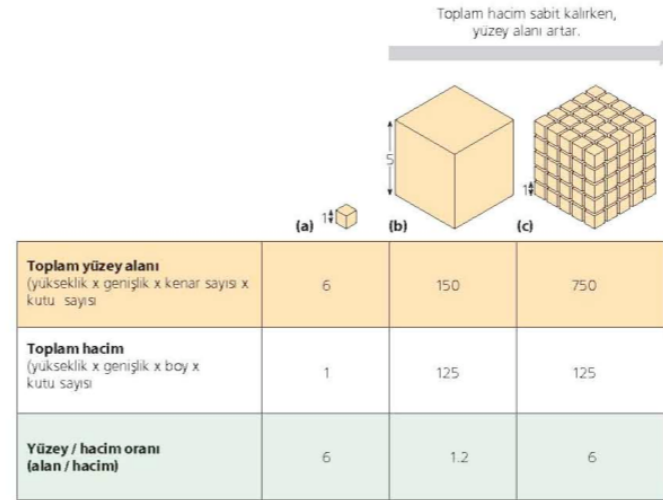 Toplam hacim sabit kalırken,
yüzey alanı artar.
5
1
1
(a)
(b)
(c)
Toplam yüzey alanı
(yükseklik x genişlik x kenar sayısı x
kutu sayısı
6
150
750
Toplam hacim
(yükseklik x genişlik x boy x
kutu sayısı
1
125
125
Yüzey / hacim oranı
(alan / hacim)
6
1.2
6